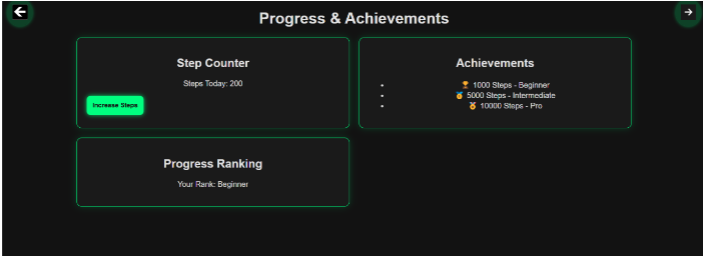 Progress & Achievements
Step Counter
Steps Today: 200
Increase Steps
Achievements
🏆 1000 Steps - Beginner
🏅 5000 Steps - Intermediate
🥇 10000 Steps - Pro
Progress Ranking
Your Rank: Beginner